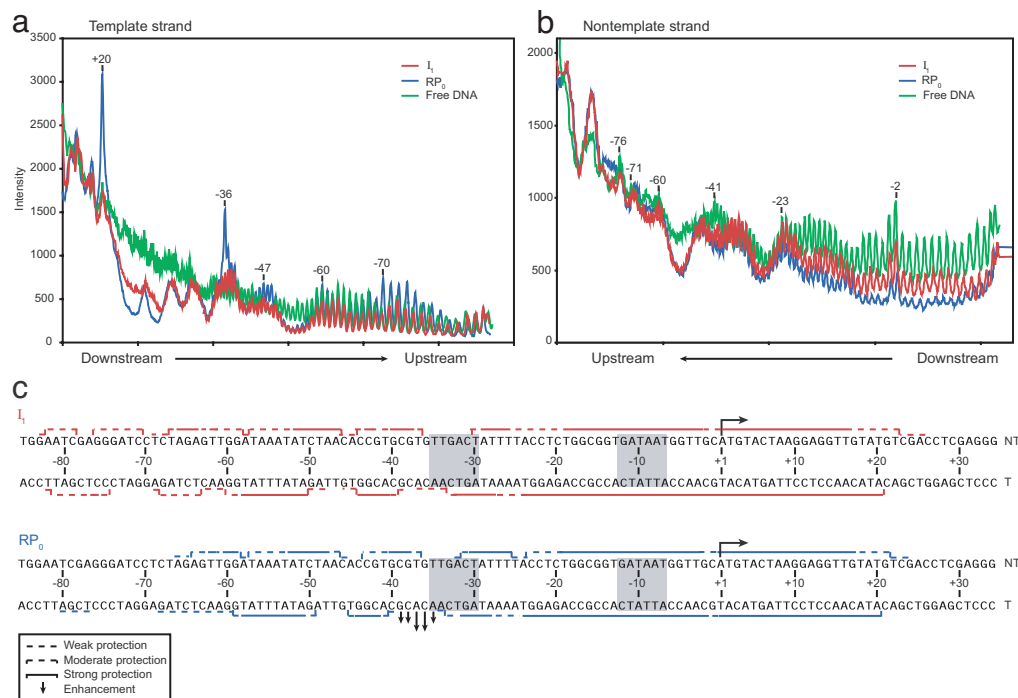 a
Template strand
3500
3000
2500
2000
1500
1000
500
0
Intensity
+20
-36
-47
-60
-70
I₁
RP₀
Free DNA
Downstream
Upstream
b
Nontemplate strand
2000
1500
1000
500
0
-76
-71
-60
-41
-23
-2
I₁
RP₀
Free DNA
Upstream
Downstream
c
I₁
TGGAATCGAGGGATCCTCTAGAGTTGGATAAATATCTAACACCGTGCGTGTTGACTATTTTACCTCTGGCGGTGATAATGGTTGCATGTACTAAGGAGGTTGTATGTCGACCTCGAGGG NT
-80 -70 -60 -50 -40 -30 -20 -10 +1 +10 +20 +30
ACCTTAGCTCCCTAGGAGATCTCAAGGTATTTATAGATTGTGGCACGCACAACTGATAAAATGGAGACCGCCACTATTACCAACGTACATGATTCCTCCAACATACAGCTGGAGCTCCC T
RP₀
TGGAATCGAGGGATCCTCTAGAGTTGGATAAATATCTAACACCGTGCGTGTTGACTATTTTACCTCTGGCGGTGATAATGGTTGCATGTACTAAGGAGGTTGTATGTCGACCTCGAGGG NT
-80 -70 -60 -50 -40 -30 -20 -10 +1 +10 +20 +30
ACCTTAGCTCCCTAGGAGATCTCAAGGTATTTATAGATTGTGGCACGCACAACTGATAAAATGGAGACCGCCACTATTACCAACGTACATGATTCCTCCAACATACAGCTGGAGCTCCC T
Weak protection
Moderate protection
Strong protection
Enhancement